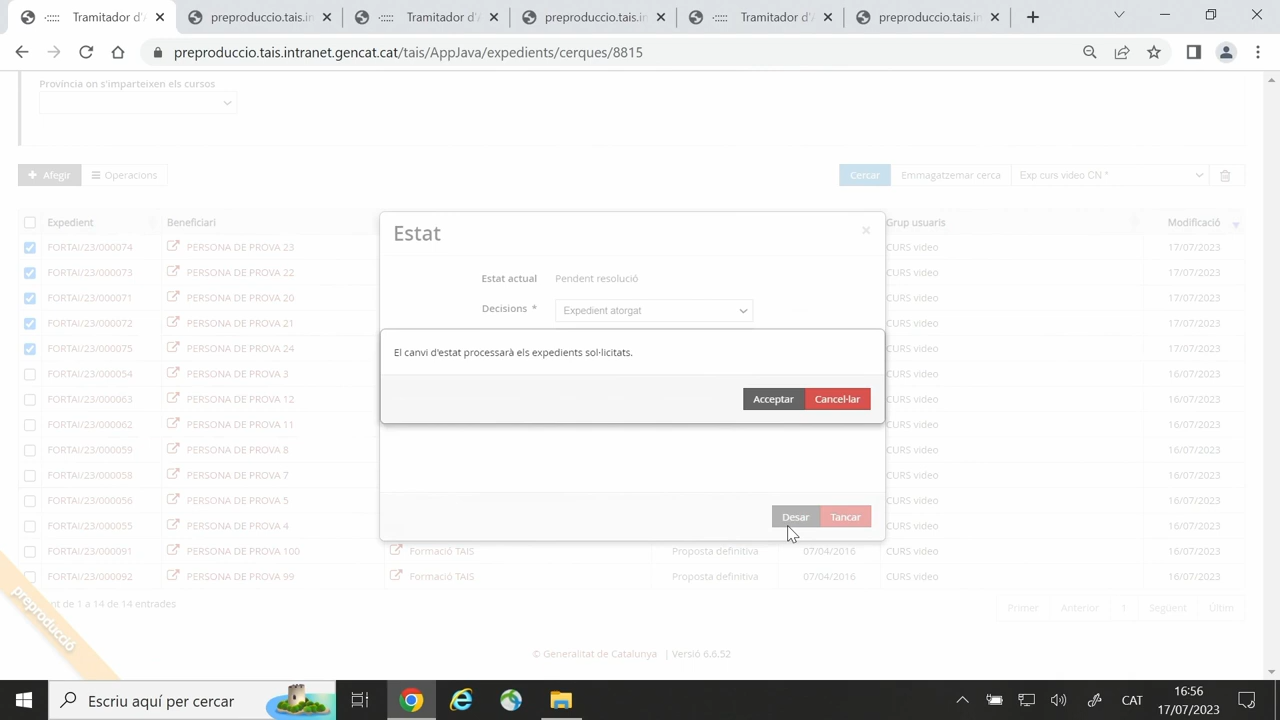 Tramitador d'A
preproduccio.tais.in
Tramitador d'
preproduccio.tais.in
Tramitador d'
preproduccio.tais.in
preproduccio.tais.intranet.gencat.cat/tais/AppJava/expedients/cerques/8815
Província on s'imparteixen els cursos
Afegir
Operacions
Cercar
Emmagatzemar cerca
Exp curs video CN *
Expedient Beneficiari Grup usuaris Modificació
FORTAI/23/000074 PERSONA DE PROVA 23 CURS video 17/07/2023
FORTAI/23/000073 PERSONA DE PROVA 22 CURS video 17/07/2023
FORTAI/23/000071 PERSONA DE PROVA 20 CURS video 17/07/2023
FORTAI/23/000072 PERSONA DE PROVA 21 CURS video 17/07/2023
FORTAI/23/000075 PERSONA DE PROVA 24 CURS video 17/07/2023
FORTAI/23/000054 PERSONA DE PROVA 3 CURS video 16/07/2023
FORTAI/23/000063 PERSONA DE PROVA 12 CURS video 16/07/2023
FORTAI/23/000062 PERSONA DE PROVA 11 CURS video 16/07/2023
FORTAI/23/000059 PERSONA DE PROVA 8 CURS video 16/07/2023
FORTAI/23/000058 PERSONA DE PROVA 7 CURS video 16/07/2023
FORTAI/23/000056 PERSONA DE PROVA 5 CURS video 16/07/2023
FORTAI/23/000055 PERSONA DE PROVA 4 CURS video 16/07/2023
FORTAI/23/000091 PERSONA DE PROVA 100 Formació TAIS Proposta definitiva 07/04/2016 CURS video 16/07/2023
FORTAI/23/000092 PERSONA DE PROVA 99 Formació TAIS Proposta definitiva 07/04/2016 CURS video 16/07/2023
Estat
Estat actual Pendent resolució
Decisions * Expedient atorgat
El canvi d'estat processarà els expedients sol·licitats.
Acceptar
Cancel·lar
Desar
Tancar
de 1 a 14 de 14 entrades
Primer
Anterior
1
Següent
Últim
preproducció
© Generalitat de Catalunya | Versió 6.6.52
Escriu aquí per cercar
CAT
16:56
17/07/2023